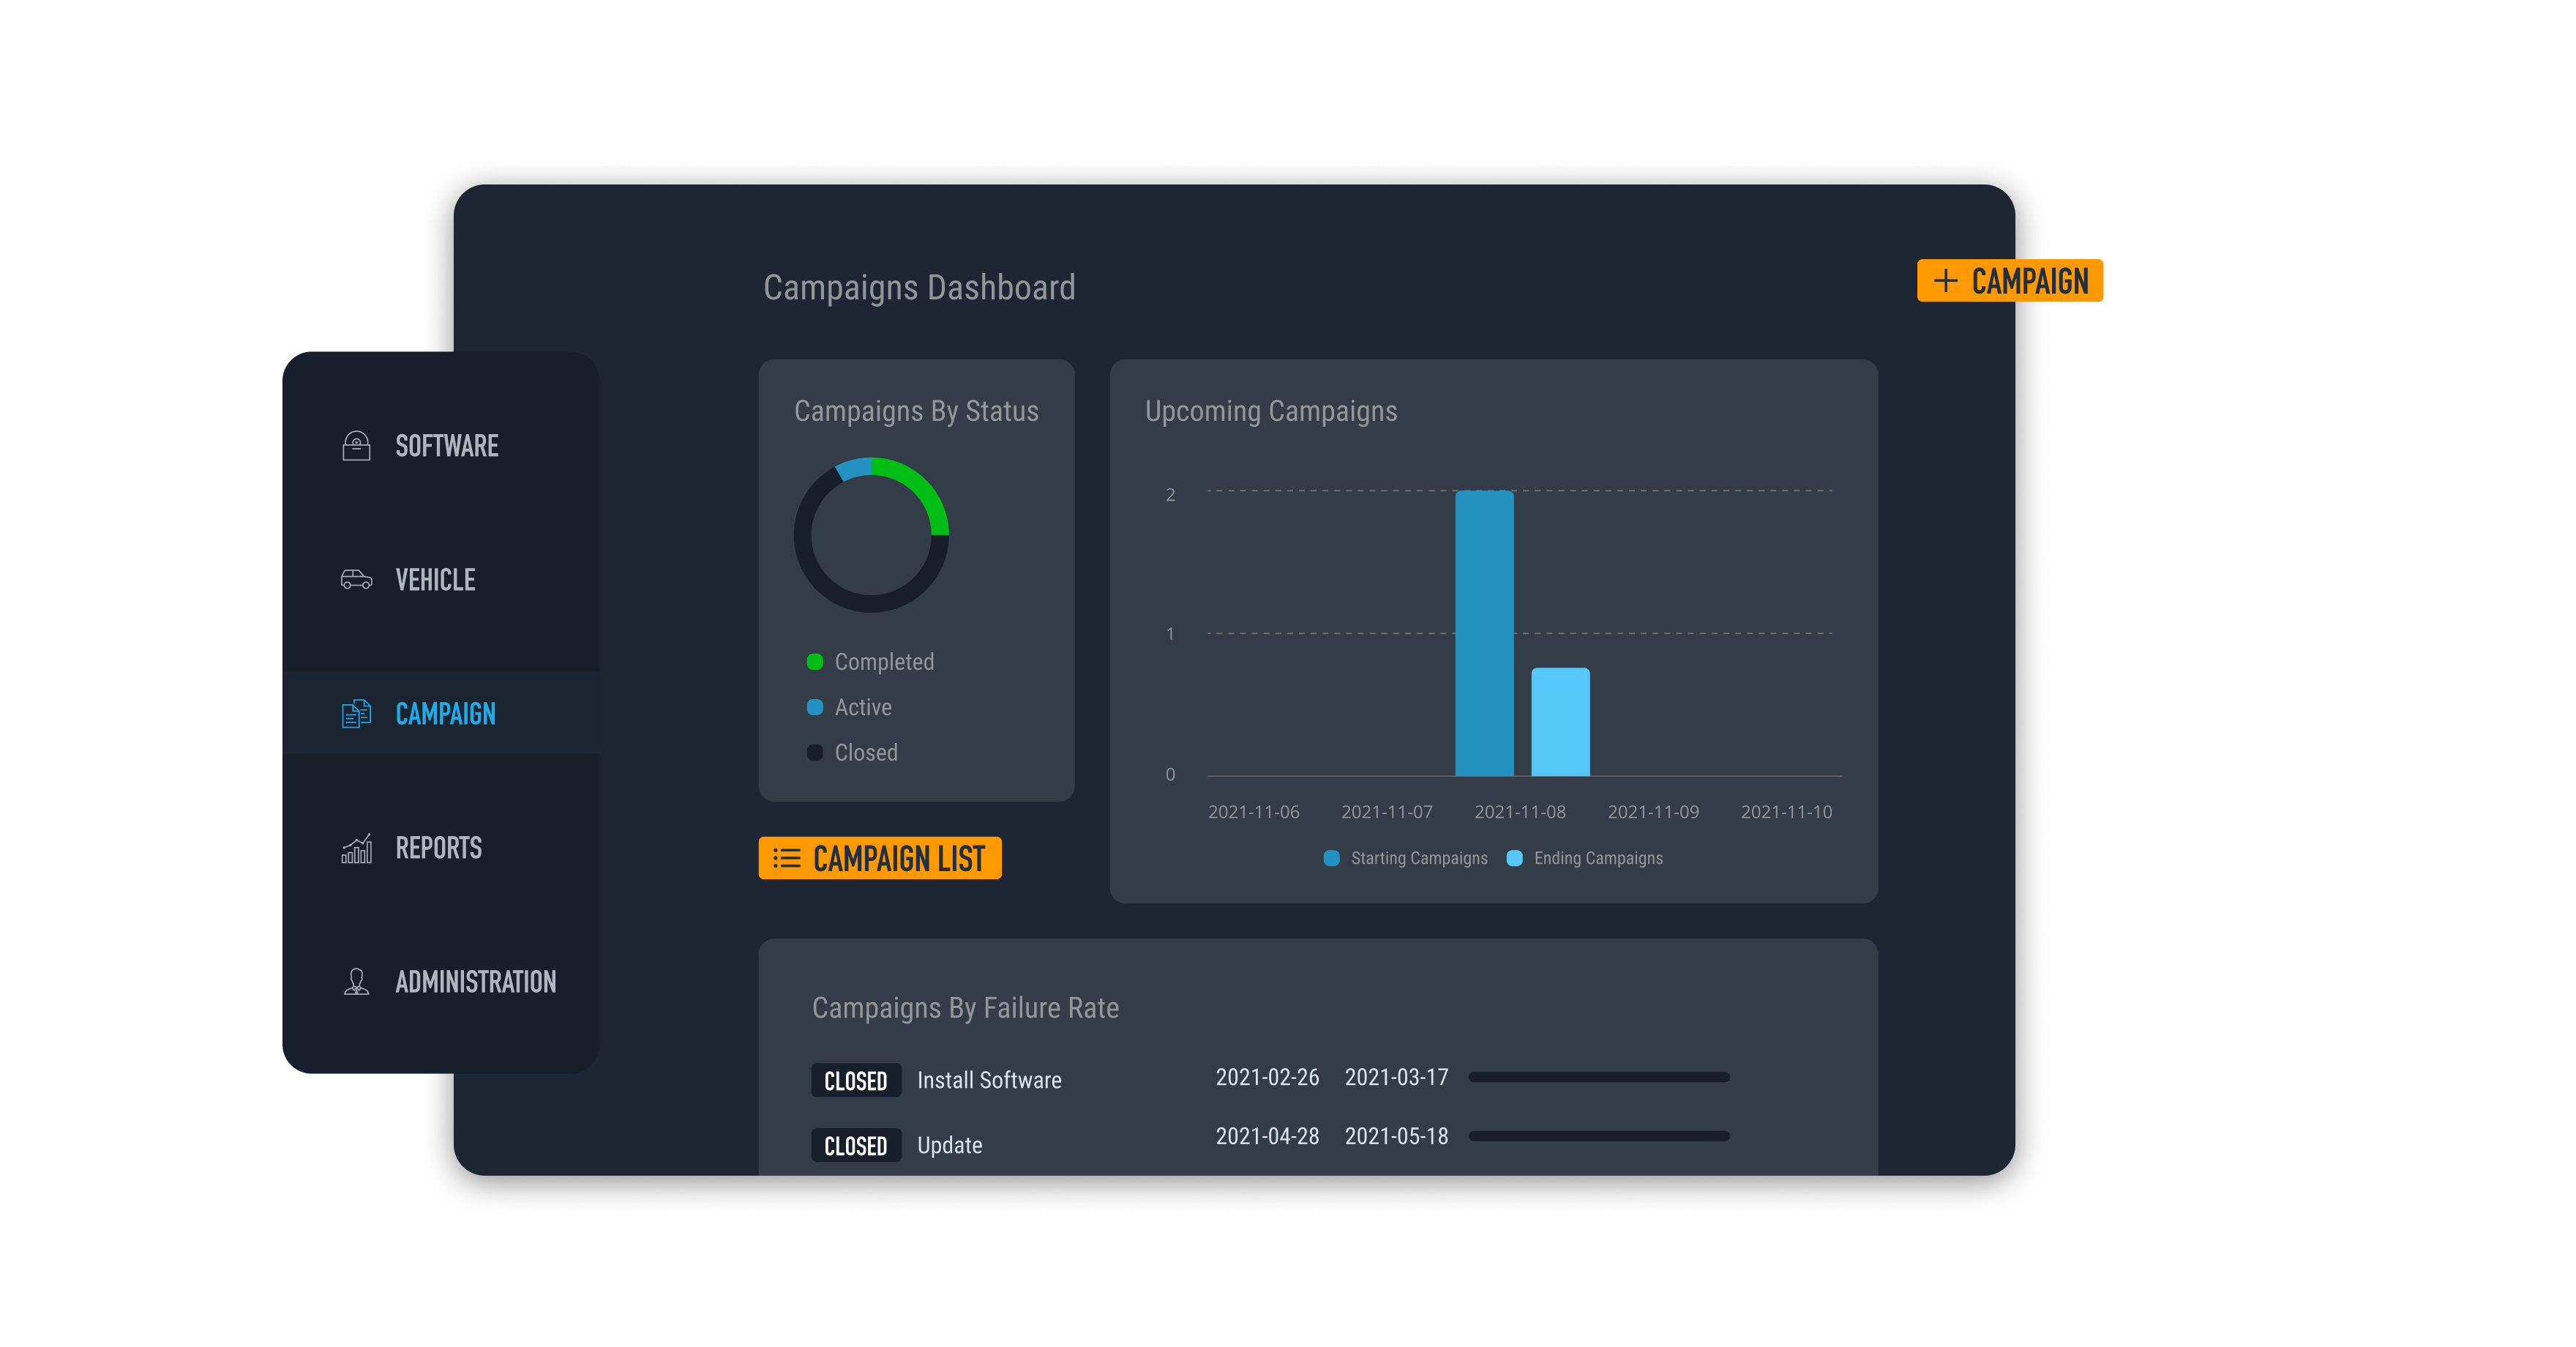 Campaigns Dashboard
+ CAMPAIGN
SOFTWARE
VEHICLE
CAMPAIGN
REPORTS
ADMINISTRATION
Campaigns By Status
Completed
Active
Closed
CAMPAIGN LIST
Upcoming Campaigns
2
1
0
2021-11-06 2021-11-07 2021-11-08 2021-11-09 2021-11-10
Starting Campaigns Ending Campaigns
Campaigns By Failure Rate
CLOSED Install Software 2021-02-26 2021-03-17
CLOSED Update 2021-04-28 2021-05-18